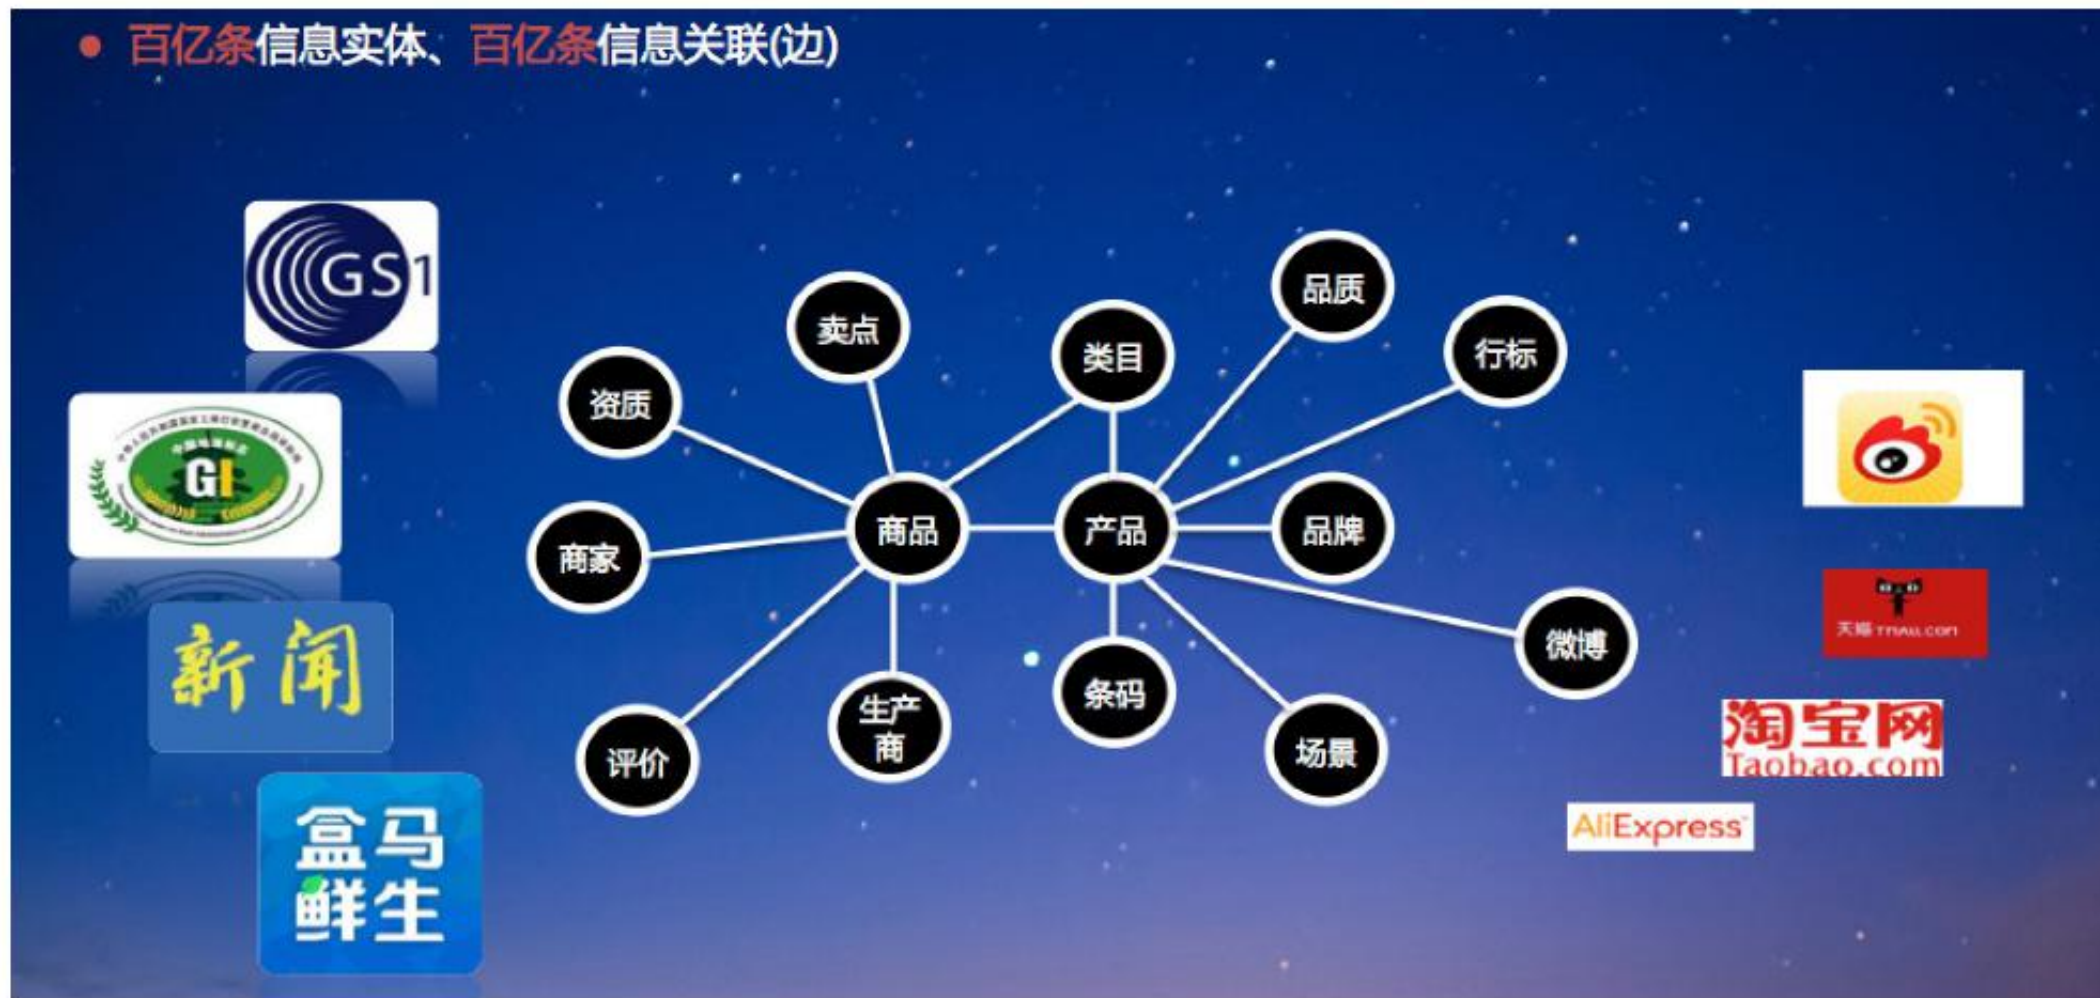 百亿条信息实体、百亿条信息关联(边)
GS1
品质
卖点
类目
行标
资质
GI
商品
产品
品牌
商家
新闻
天猫 TMALL.COM
微博
条码
生产
商
淘宝网
Taobao.com
评价
场景
AliExpress
盒马
鲜生